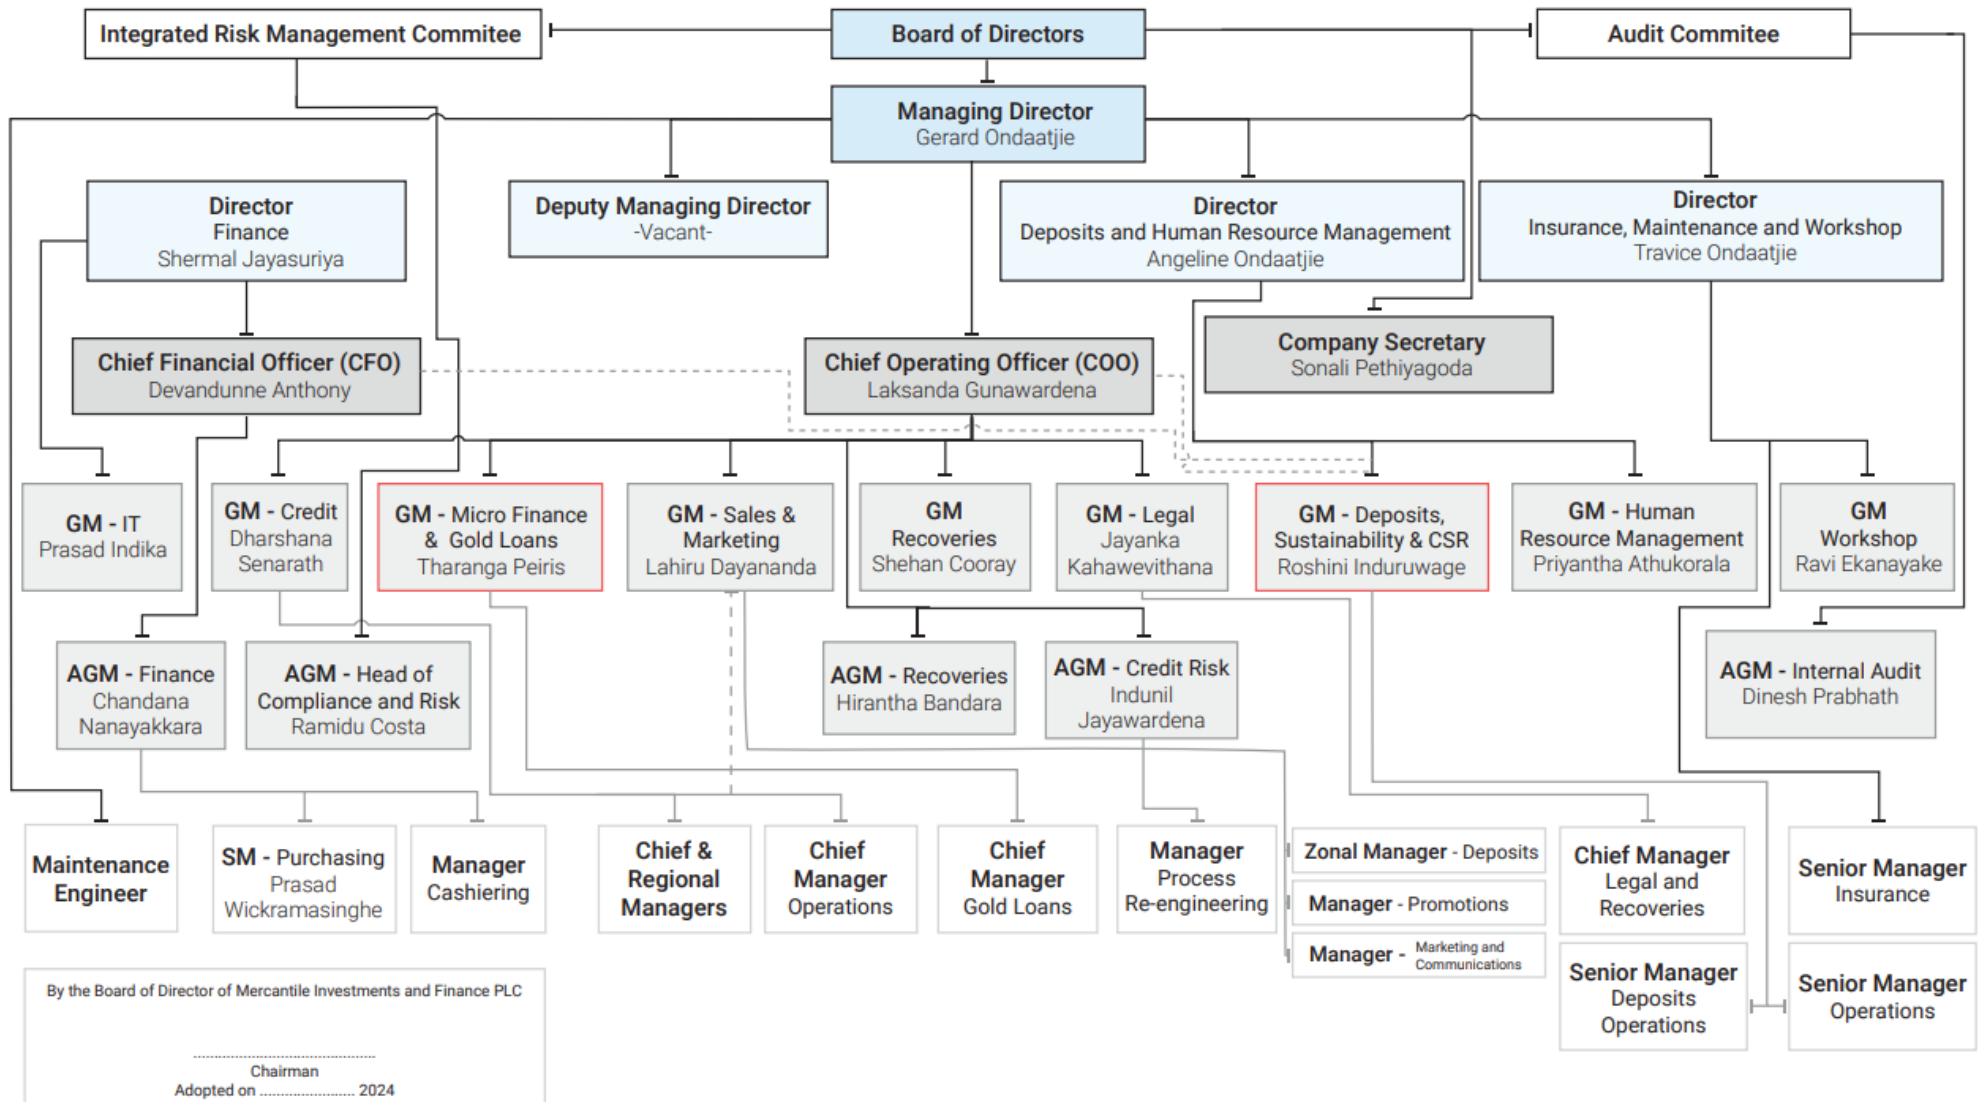 Integrated Risk Management Commitee
Board of Directors
Audit Commitee
Managing Director
Gerard Ondaatjie
Director
Finance
Shermal Jayasuriya
Deputy Managing Director
-Vacant-
Director
Deposits and Human Resource Management
Angeline Ondaatjie
Director
Insurance, Maintenance and Workshop
Travice Ondaatjie
Chief Financial Officer (CFO)
Devandunne Anthony
Chief Operating Officer (COO)
Laksanda Gunawardena
Company Secretary
Sonali Pethiyagoda
GM - IT
Prasad Indika
GM - Credit
Dharshana
Senarath
GM - Micro Finance
& Gold Loans
Tharanga Peiris
GM - Sales &
Marketing
Lahiru Dayananda
GM
Recoveries
Shehan Cooray
GM - Legal
Jayanka
Kahawevithana
GM - Deposits,
Sustainability & CSR
Roshini Induruwage
GM - Human
Resource Management
Priyantha Athukorala
GM
Workshop
Ravi Ekanayake
AGM - Finance
Chandana
Nanayakkara
AGM - Head of
Compliance and Risk
Ramidu Costa
AGM - Recoveries
Hirantha Bandara
AGM - Credit Risk
Indunil
Jayawardena
AGM - Internal Audit
Dinesh Prabhath
Maintenance
Engineer
SM - Purchasing
Prasad
Wickramasinghe
Manager
Cashiering
Chief &
Regional
Managers
Chief
Manager
Operations
Chief
Manager
Gold Loans
Manager
Process
Re-engineering
Zonal Manager - Deposits
Manager - Promotions
Manager - Marketing and
Communications
Chief Manager
Legal and
Recoveries
Senior Manager
Insurance
Senior Manager
Deposits
Operations
Senior Manager
Operations
By the Board of Director of Mercantile Investments and Finance PLC
..............................................
Chairman
Adopted on ........................ 2024